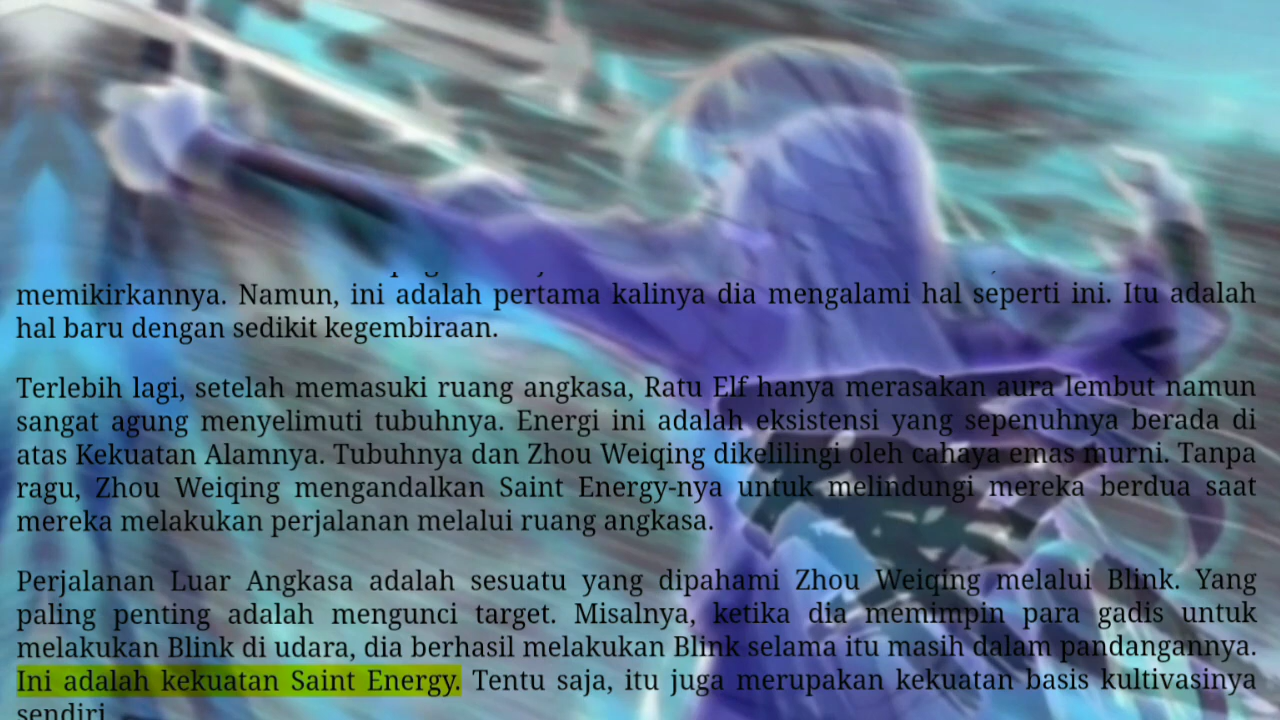 memikirkannya. Namun, ini adalah pertama kalinya dia mengalami hal seperti ini. Itu adalah
hal baru dengan sedikit kegembiraan.
Terlebih lagi, setelah memasuki ruang angkasa, Ratu Elf hanya merasakan aura lembut namun
sangat agung menyelimuti tubuhnya. Energi ini adalah eksistensi yang sepenuhnya berada di
atas Kekuatan Alamnya. Tubuhnya dan Zhou Weiqing dikelilingi oleh cahaya emas murni. Tanpa
ragu, Zhou Weiqing mengandalkan Saint Energy-nya untuk melindungi mereka berdua saat
mereka melakukan perjalanan melalui ruang angkasa.
Perjalanan Luar Angkasa adalah sesuatu yang dipahami Zhou Weiqing melalui Blink. Yang
paling penting adalah mengunci target. Misalnya, ketika dia memimpin para gadis untuk
melakukan Blink di udara, dia berhasil melakukan Blink selama itu masih dalam pandangannya.
Ini adalah kekuatan Saint Energy. Tentu saja, itu juga merupakan kekuatan basis kultivasinya
sendiri